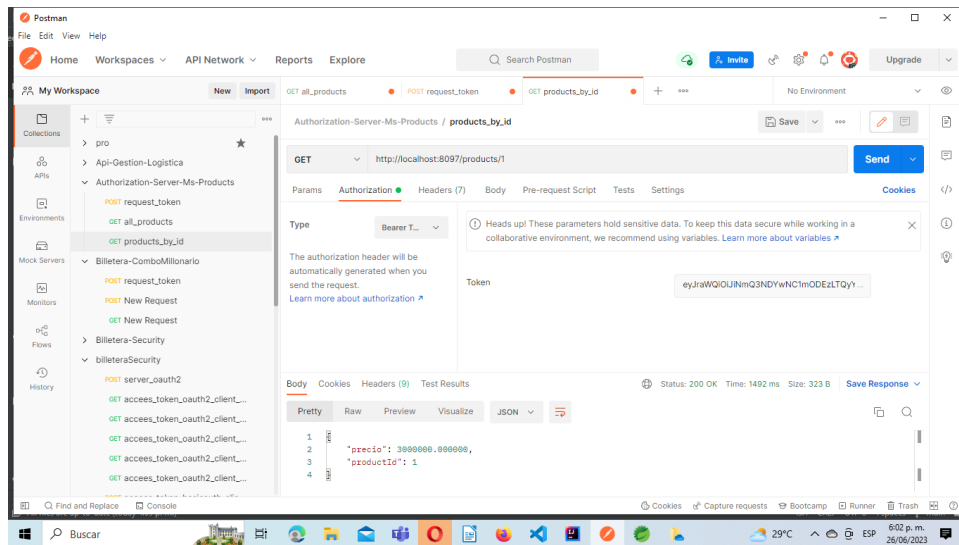 Postman
File Edit View Help
Home Workspaces API Network Reports Explore
Search Postman
Invite
Upgrade
My Workspace
New Import
GET all_products
POST request_token
GET products_by_id
No Environment
Collections
APIs
Environments
Mock Servers
Monitors
Flows
History
pro
Api-Gestion-Logistica
Authorization-Server-Ms-Products
POST request_token
GET all_products
GET products_by_id
Billetera-ComboMillonario
POST request_token
POST New Request
GET New Request
Billetera-Security
billeteraSecurity
POST server_oauth2
GET accees_token_oauth2_client_...
GET accees_token_oauth2_client_...
GET accees_token_oauth2_client_...
GET accees_token_oauth2_client_...
GET accees_token_oauth2_client_...
Authorization-Server-Ms-Products / products_by_id
Save
GET http://localhost:8097/products/1
Send
Params Authorization Headers (7) Body Pre-request Script Tests Settings
Cookies
Type
Bearer T...
The authorization header will be
automatically generated when you
send the request.
Learn more about authorization
Heads up! These parameters hold sensitive data. To keep this data secure while working in a
collaborative environment, we recommend using variables. Learn more about variables
Token
Body Cookies Headers (9) Test Results
Status: 200 OK Time: 1492 ms Size: 323 B Save Response
Pretty Raw Preview Visualize JSON
1 {
2 "precio": 3000000.000000,
3 "productId": 1
4 }
Find and Replace Console
Cookies Capture requests Bootcamp Runner Trash
Buscar
29°C
ESP
6:02 p. m.
26/06/2023